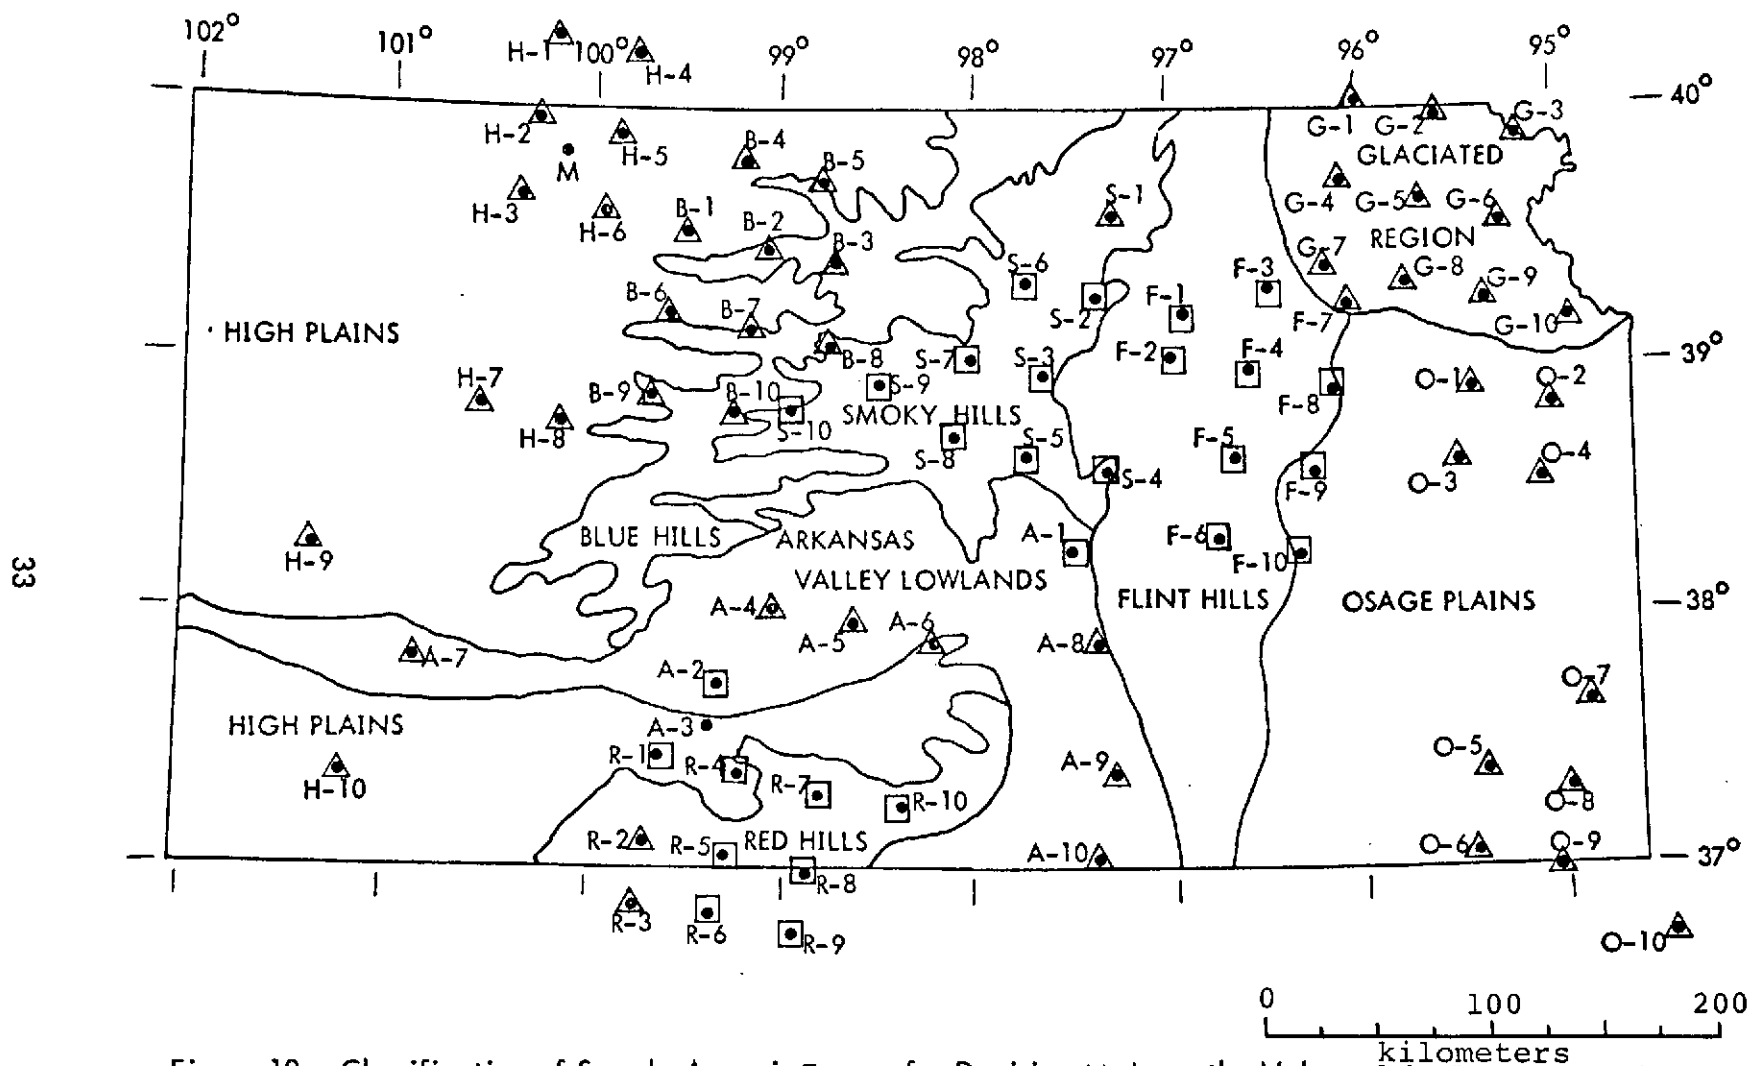 102°
101°
100°
99°
98°
97°
96°
95°
H-1
H-4
40°
H-2
H-5
M
B-4
B-5
G-1
G-2
G-3
GLACIATED
H-3
H-6
B-1
B-2
B-3
S-1
G-4
G-5
G-6
REGION
S-6
F-3
G-7
G-8
G-9
B-6
B-7
S-2
F-1
F-7
G-10
HIGH PLAINS
B-8
S-7
S-3
F-2
F-4
39°
H-7
B-9
B-10
S-9
F-8
O-1
O-2
H-8
S-10
SMOKY HILLS
S-8
S-5
S-4
F-5
F-9
O-3
O-4
H-9
BLUE HILLS
ARKANSAS
A-1
F-6
F-10
33
VALLEY LOWLANDS
FLINT HILLS
OSAGE PLAINS
38°
A-4
A-5
A-6
A-8
A-7
A-2
O-7
HIGH PLAINS
A-3
R-1
R-4
R-7
R-10
A-9
O-5
H-10
O-8
R-2
R-5
RED HILLS
A-10
O-6
O-9
37°
R-8
R-3
R-6
R-9
O-10
0 100 200
kilometers